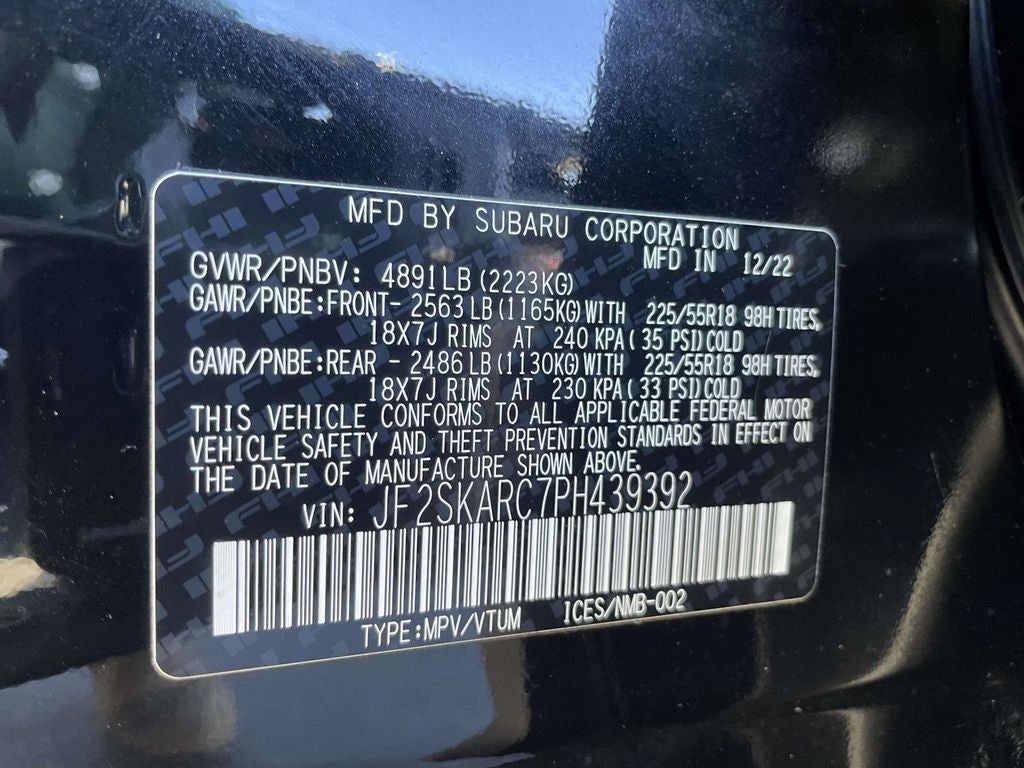 MFD BY SUBARU CORPORATION
MFD IN 12/22
GVWR/PNBV: 4891LB (2223KG)
GAWR/PNBE:FRONT- 2563LB (1165KG)WITH 225/55R18 98H TIRES,
18X7J RIMS AT 240 KPA( 35 PSI)COLD
GAWR/PNBE:REAR - 2486LB (1130KG)WITH 225/55R18 98H TIRES,
18X7J RIMS AT 230 KPA (33 PSI)COLD
THIS VEHICLE CONFORMS TO ALL APPLICABLE FEDERAL MOTOR
VEHICLE SAFETY AND THEFT PREVENTION STANDARDS IN EFFECT ON
THE DATE OF MANUFACTURE SHOWN ABOVE.
VIN: JF2SKARC7PH439392
TYPE:MPV/VTUM ICES/NMB-002